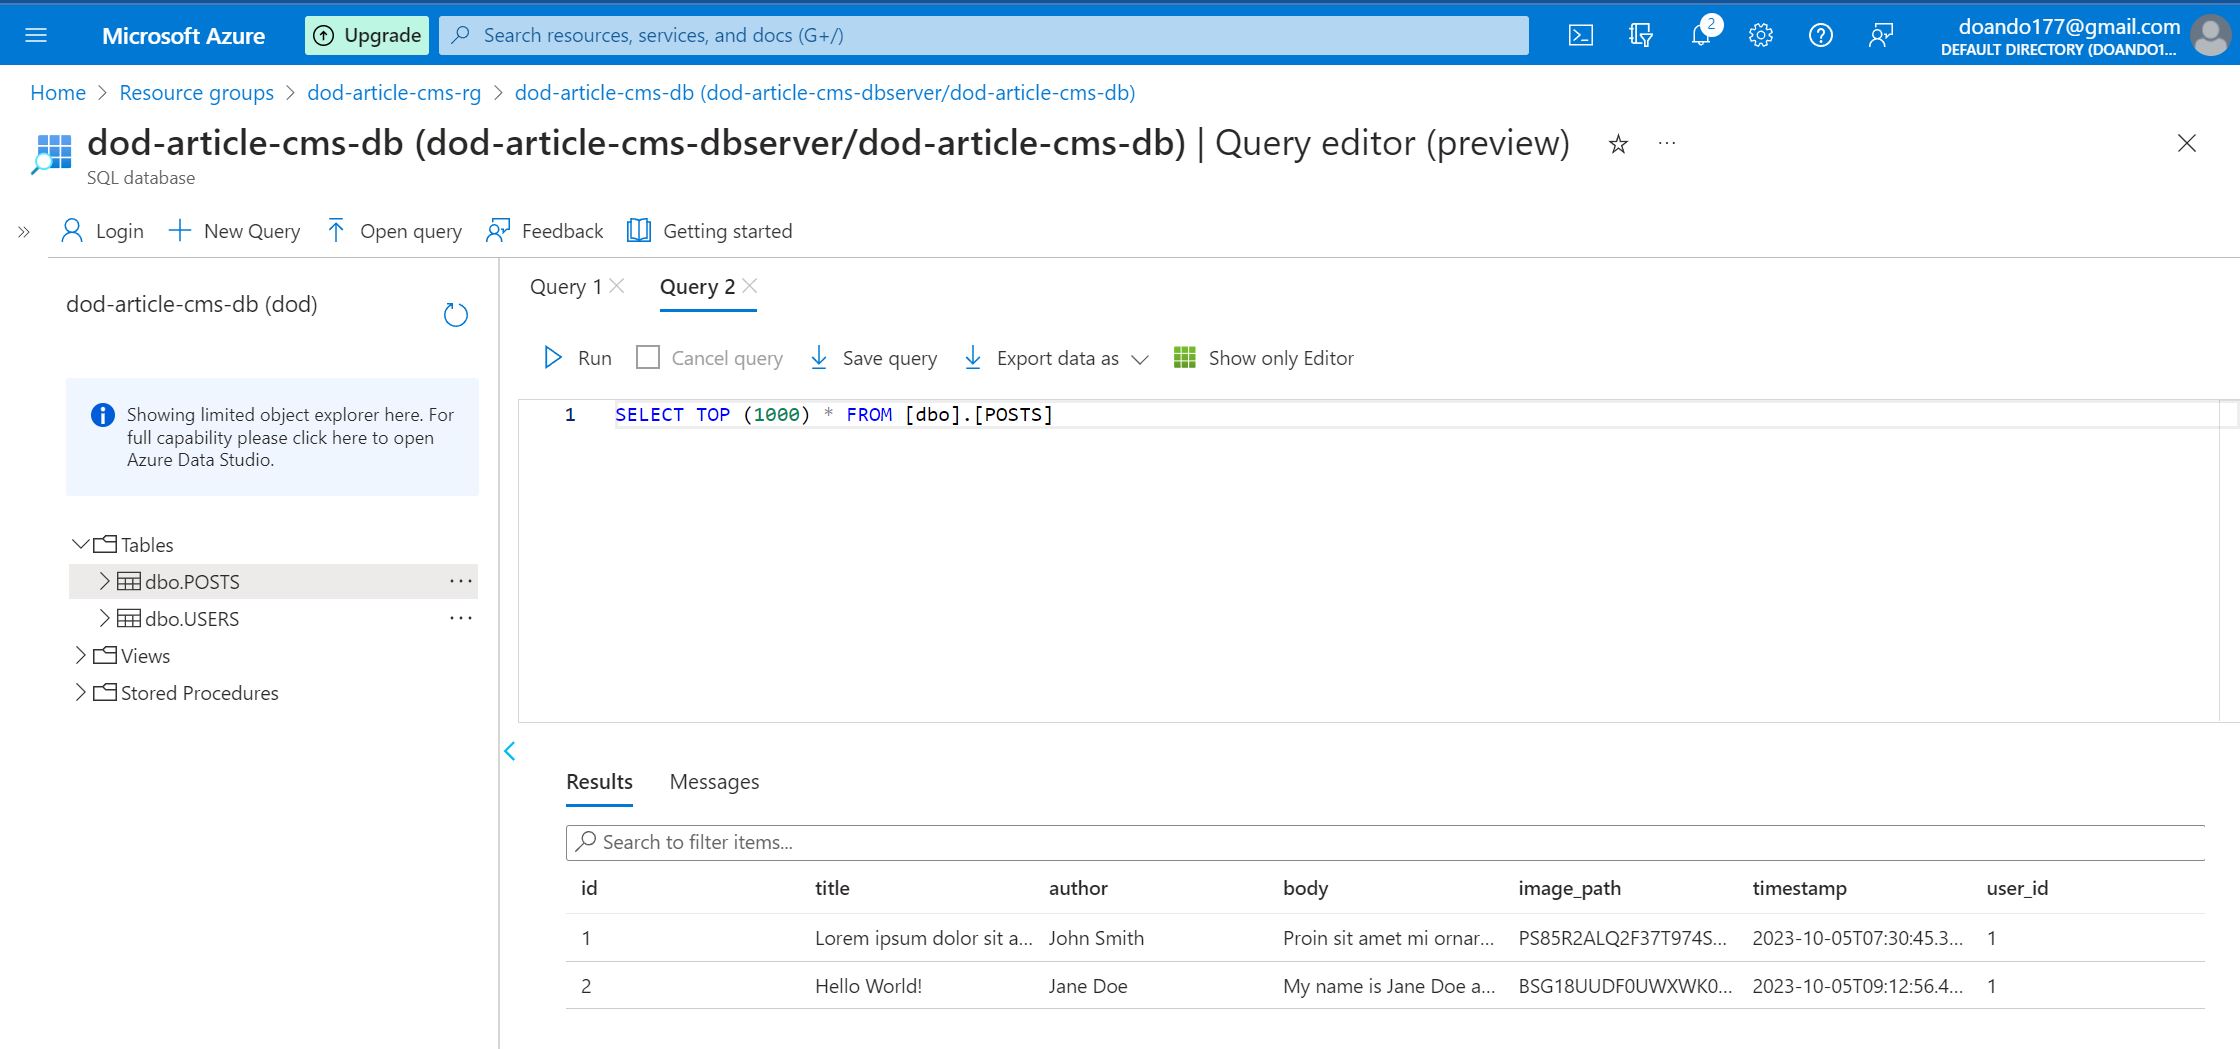 Microsoft Azure
Upgrade
Search resources, services, and docs (G+/)
2
doando177@gmail.com
DEFAULT DIRECTORY (DOANDO1...
Home > Resource groups > dod-article-cms-rg > dod-article-cms-db (dod-article-cms-dbserver/dod-article-cms-db)
dod-article-cms-db (dod-article-cms-dbserver/dod-article-cms-db) | Query editor (preview)
SQL database
Login New Query Open query Feedback Getting started
dod-article-cms-db (dod)
Showing limited object explorer here. For
full capability please click here to open
Azure Data Studio.
Tables
dbo.POSTS
dbo.USERS
Views
Stored Procedures
Query 1 Query 2
Run Cancel query Save query Export data as Show only Editor
1 SELECT TOP (1000) * FROM [dbo].[POSTS]
Results Messages
Search to filter items...
id title author body image_path timestamp user_id
1 Lorem ipsum dolor sit a... John Smith Proin sit amet mi ornar... PS85R2ALQ2F37T974S... 2023-10-05T07:30:45.3... 1
2 Hello World! Jane Doe My name is Jane Doe a... BSG18UUDF0UWXWK0... 2023-10-05T09:12:56.4... 1